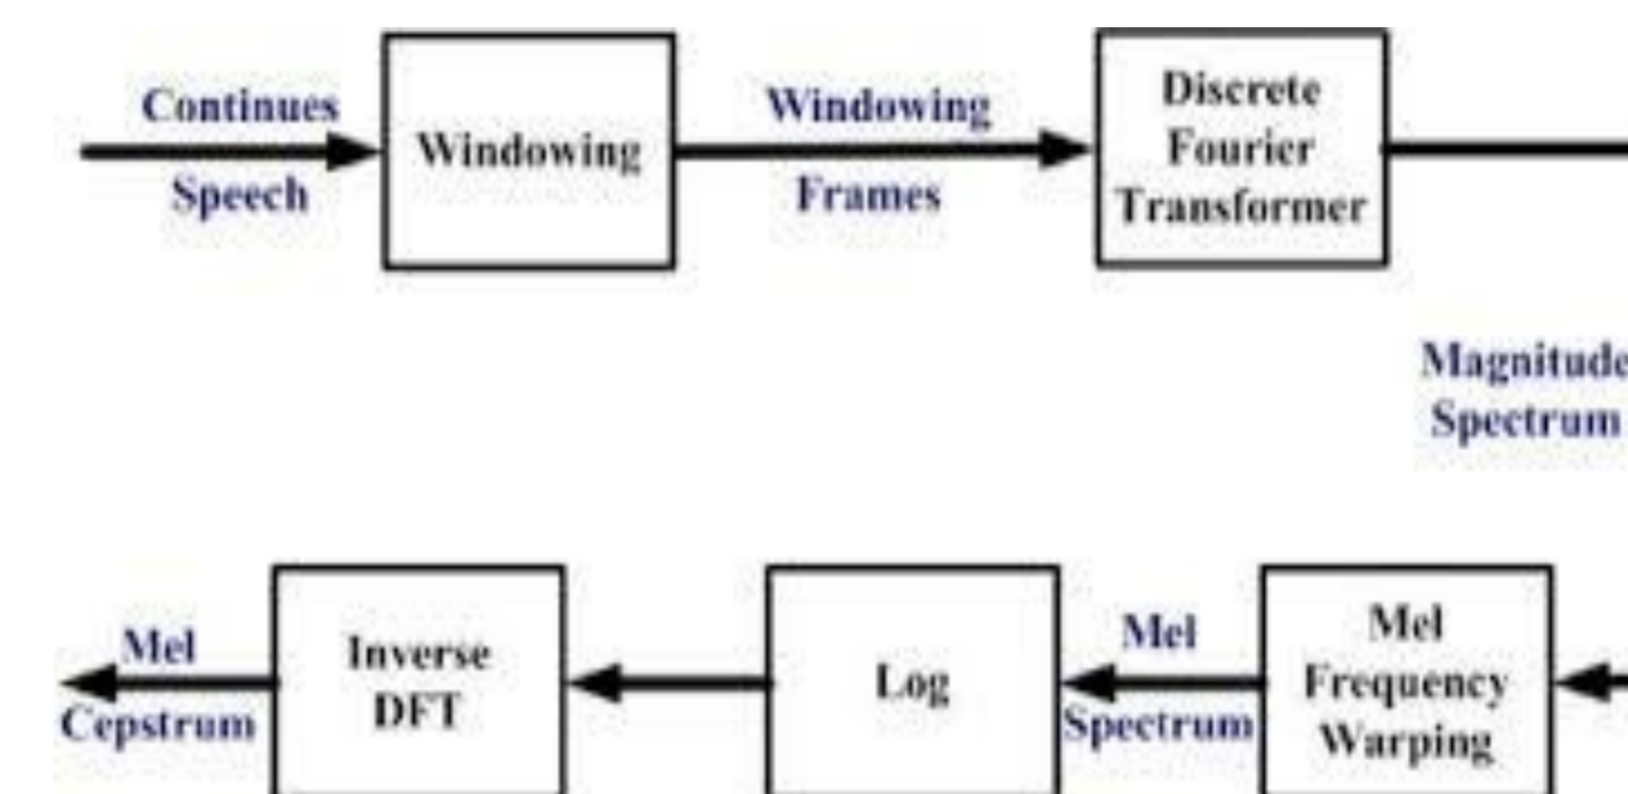 Continues
Speech
Windowing
Windowing
Frames
Discrete
Fourier
Transformer
Magnitude
Spectrum
Mel
Frequency
Warping
Mel
Spectrum
Log
Inverse
DFT
Mel
Cepstrum